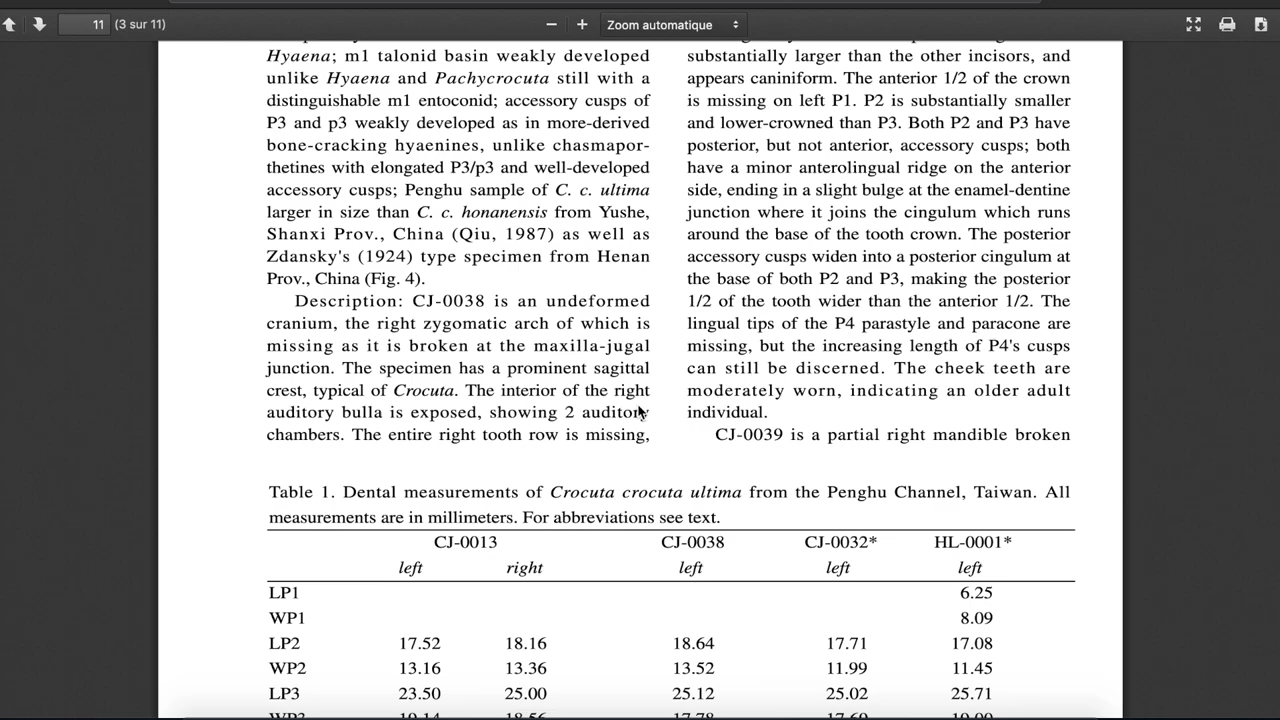 11 (3 sur 11)
Zoom automatique
Hyaena; m1 talonid basin weakly developed
unlike Hyaena and Pachycrocuta still with a
distinguishable m1 entoconid; accessory cusps of
P3 and p3 weakly developed as in more-derived
bone-cracking hyaenines, unlike chasmapor-
thetines with elongated P3/p3 and well-developed
accessory cusps; Penghu sample of C. c. ultima
larger in size than C. c. honanensis from Yushe,
Shanxi Prov., China (Qiu, 1987) as well as
Zdansky's (1924) type specimen from Henan
Prov., China (Fig. 4).
Description: CJ-0038 is an undeformed
cranium, the right zygomatic arch of which is
missing as it is broken at the maxilla-jugal
junction. The specimen has a prominent sagittal
crest, typical of Crocuta. The interior of the right
auditory bulla is exposed, showing 2 auditory
chambers. The entire right tooth row is missing,
substantially larger than the other incisors, and
appears caniniform. The anterior 1/2 of the crown
is missing on left P1. P2 is substantially smaller
and lower-crowned than P3. Both P2 and P3 have
posterior, but not anterior, accessory cusps; both
have a minor anterolingual ridge on the anterior
side, ending in a slight bulge at the enamel-dentine
junction where it joins the cingulum which runs
around the base of the tooth crown. The posterior
accessory cusps widen into a posterior cingulum at
the base of both P2 and P3, making the posterior
1/2 of the tooth wider than the anterior 1/2. The
lingual tips of the P4 parastyle and paracone are
missing, but the increasing length of P4's cusps
can still be discerned. The cheek teeth are
moderately worn, indicating an older adult
individual.
CJ-0039 is a partial right mandible broken
Table 1. Dental measurements of Crocuta crocuta ultima from the Penghu Channel, Taiwan. All
measurements are in millimeters. For abbreviations see text.
CJ-0013 CJ-0038 CJ-0032* HL-0001*
left right left left left
LP1 6.25
WP1 8.09
LP2 17.52 18.16 18.64 17.71 17.08
WP2 13.16 13.36 13.52 11.99 11.45
LP3 23.50 25.00 25.12 25.02 25.71